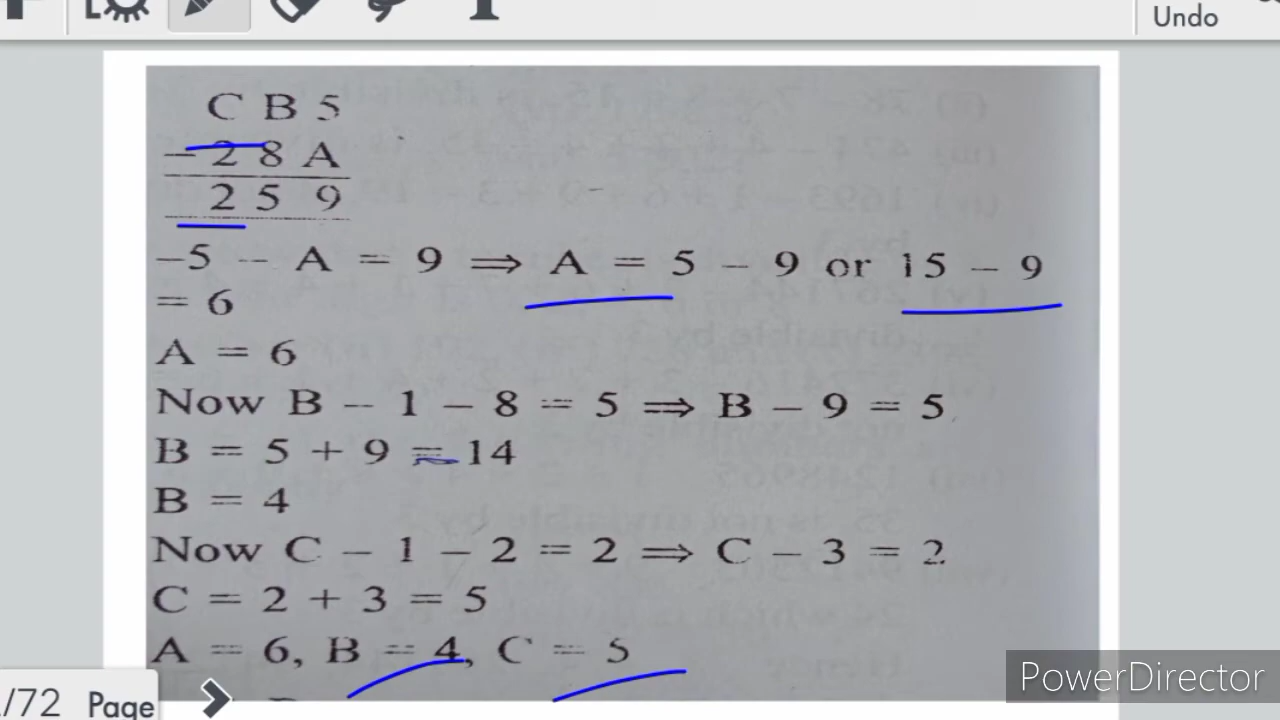 Undo
C B 5
− 2 8 A
2 5 9
−5 − A = 9 ⇒ A = 5 − 9 or 15 − 9
= 6
A = 6
Now B − 1 − 8 = 5 ⇒ B − 9 = 5
B = 5 + 9 = 14
B = 4
Now C − 1 − 2 = 2 ⇒ C − 3 = 2
C = 2 + 3 = 5
A = 6, B = 4, C = 5
/72 Page
PowerDirector